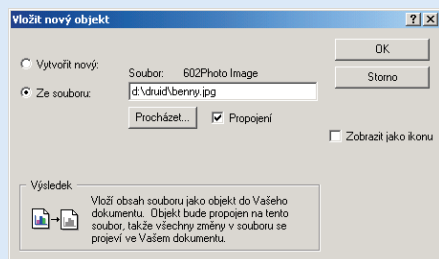 Vložit nový objekt
Vytvořit nový:
Ze souboru:
Soubor: 602Photo Image
d:\druid\benny.jpg
Procházet...
Propojení
OK
Storno
Zobrazit jako ikonu
Výsledek
Vloží obsah souboru jako objekt do Vašeho
dokumentu. Objekt bude propojen na tento
soubor, takže všechny změny v souboru se
projeví ve Vašem dokumentu.